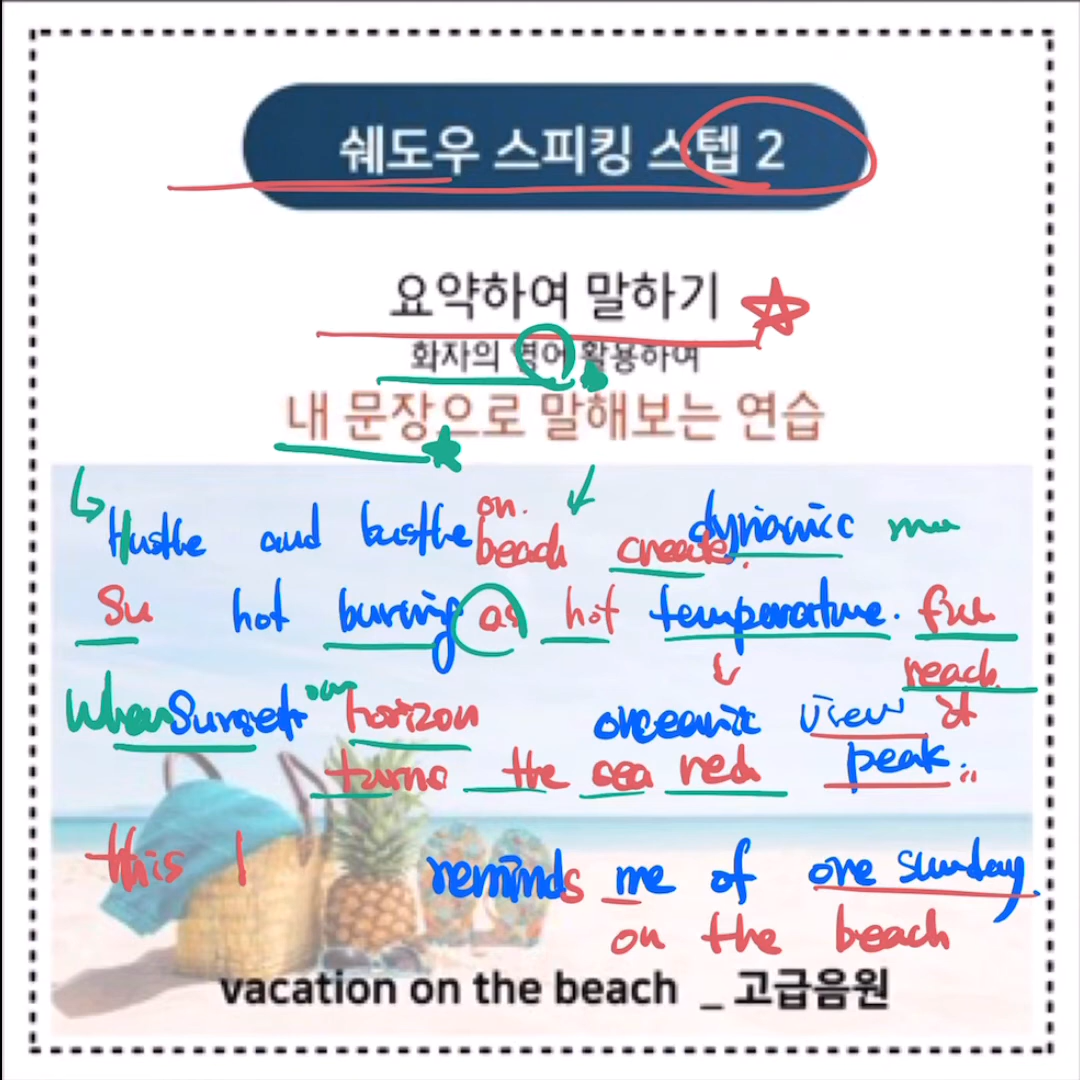 쉐도우 스피킹 스텝 2
요약하여 말하기
화자의 영어 활용하여
내 문장으로 말해보는 연습
Hustle and bustle on. beach create. dynamic
Su hot burning as hot temperature. reach
When Sunset our horizon oreeanic view it
turns the sea red peak..
this I reminds me of one sunday
on the beach
vacation on the beach _ 고급음원